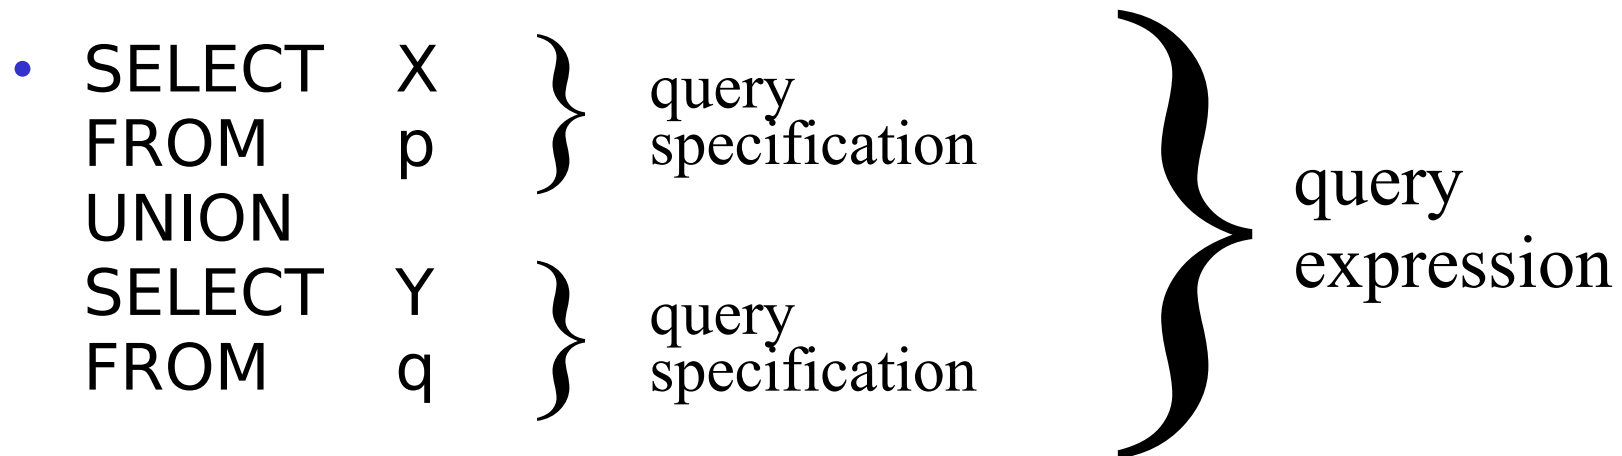 • SELECT X
FROM p
UNION
SELECT Y
FROM q
query
specification
query
specification
query
expression